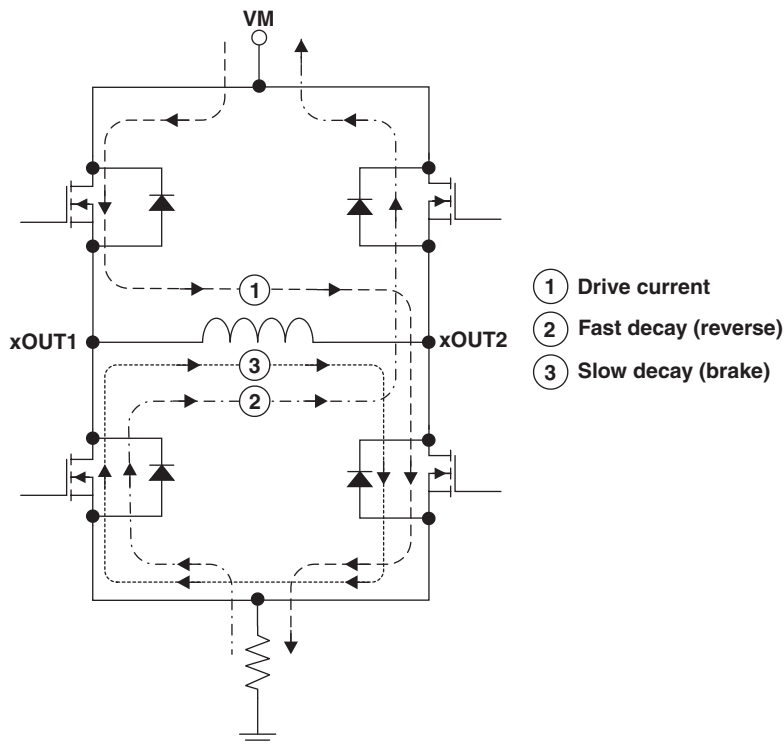 VM
1
xOUT1
xOUT2
3
2
1 Drive current
2 Fast decay (reverse)
3 Slow decay (brake)